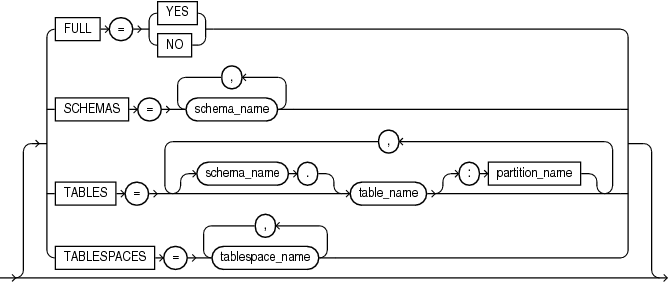 YES
FULL =
NO
,
SCHEMAS = schema_name
,
schema_name . : partition_name
TABLES = table_name
,
TABLESPACES = tablespace_name